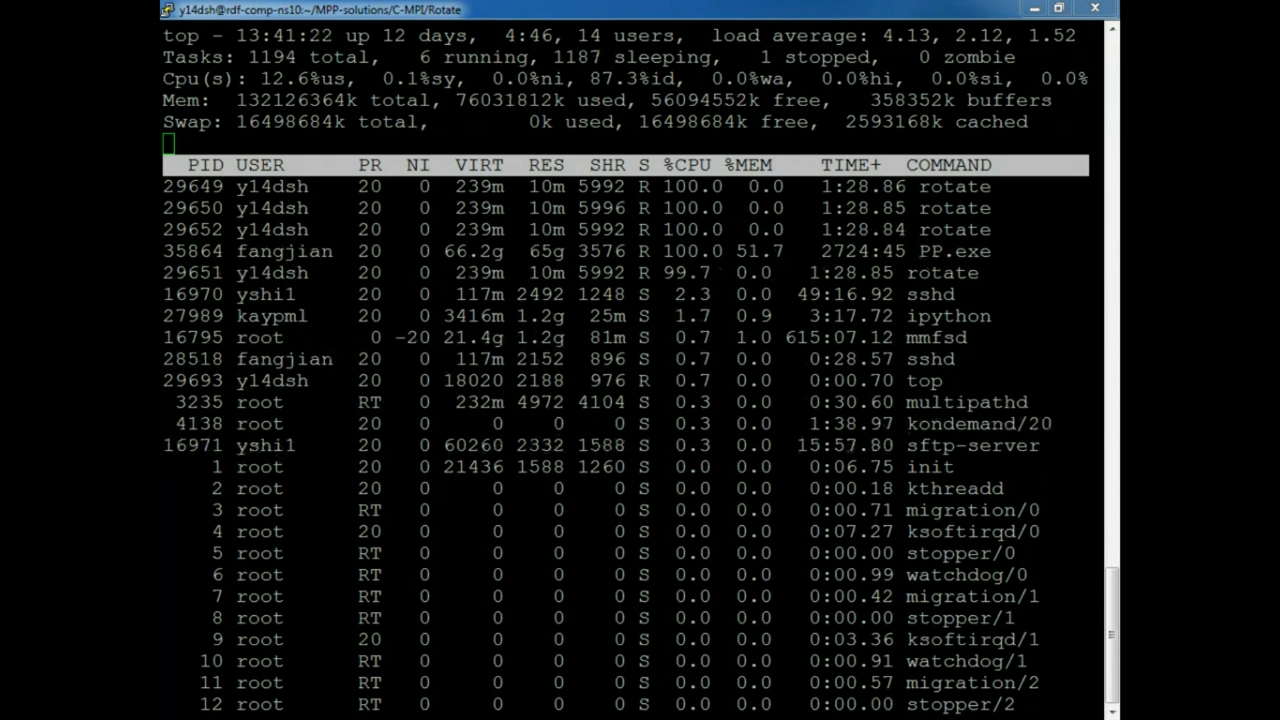 y14dsh@rdf-comp-ns10:~/MPP-solutions/C-MPI/Rotate
top - 13:41:22 up 12 days,  4:46, 14 users,  load average: 4.13, 2.12, 1.52
Tasks: 1194 total,   6 running, 1187 sleeping,   1 stopped,   0 zombie
Cpu(s): 12.6%us,  0.1%sy,  0.0%ni, 87.3%id,  0.0%wa,  0.0%hi,  0.0%si,  0.0%
Mem:  132126364k total, 76031812k used, 56094552k free,   358352k buffers
Swap: 16498684k total,        0k used, 16498684k free,  2593168k cached
PID USER      PR  NI  VIRT  RES  SHR S %CPU %MEM    TIME+  COMMAND
29649 y14dsh    20   0  239m  10m 5992 R 100.0  0.0   1:28.86 rotate
29650 y14dsh    20   0  239m  10m 5996 R 100.0  0.0   1:28.85 rotate
29652 y14dsh    20   0  239m  10m 5992 R 100.0  0.0   1:28.84 rotate
35864 fangjian  20   0 66.2g  65g 3576 R 100.0 51.7   2724:45 PP.exe
29651 y14dsh    20   0  239m  10m 5992 R 99.7  0.0   1:28.85 rotate
16970 yshi1     20   0  117m 2492 1248 S  2.3  0.0  49:16.92 sshd
27989 kaypml    20   0 3416m 1.2g  25m S  1.7  0.9   3:17.72 ipython
16795 root       0 -20 21.4g 1.2g  81m S  0.7  1.0 615:07.12 mmfsd
28518 fangjian  20   0  117m 2152  896 S  0.7  0.0   0:28.57 sshd
29693 y14dsh    20   0 18020 2188  976 R  0.7  0.0   0:00.70 top
3235 root      RT   0  232m 4972 4104 S  0.3  0.0   0:30.60 multipathd
4138 root      20   0     0    0    0 S  0.3  0.0   1:38.97 kondemand/20
16971 yshi1     20   0 60260 2332 1588 S  0.3  0.0  15:57.80 sftp-server
1 root      20   0 21436 1588 1260 S  0.0  0.0   0:06.75 init
2 root      20   0     0    0    0 S  0.0  0.0   0:00.18 kthreadd
3 root      RT   0     0    0    0 S  0.0  0.0   0:00.71 migration/0
4 root      20   0     0    0    0 S  0.0  0.0   0:07.27 ksoftirqd/0
5 root      RT   0     0    0    0 S  0.0  0.0   0:00.00 stopper/0
6 root      RT   0     0    0    0 S  0.0  0.0   0:00.99 watchdog/0
7 root      RT   0     0    0    0 S  0.0  0.0   0:00.42 migration/1
8 root      RT   0     0    0    0 S  0.0  0.0   0:00.00 stopper/1
9 root      20   0     0    0    0 S  0.0  0.0   0:03.36 ksoftirqd/1
10 root      RT   0     0    0    0 S  0.0  0.0   0:00.91 watchdog/1
11 root      RT   0     0    0    0 S  0.0  0.0   0:00.57 migration/2
12 root      RT   0     0    0    0 S  0.0  0.0   0:00.00 stopper/2